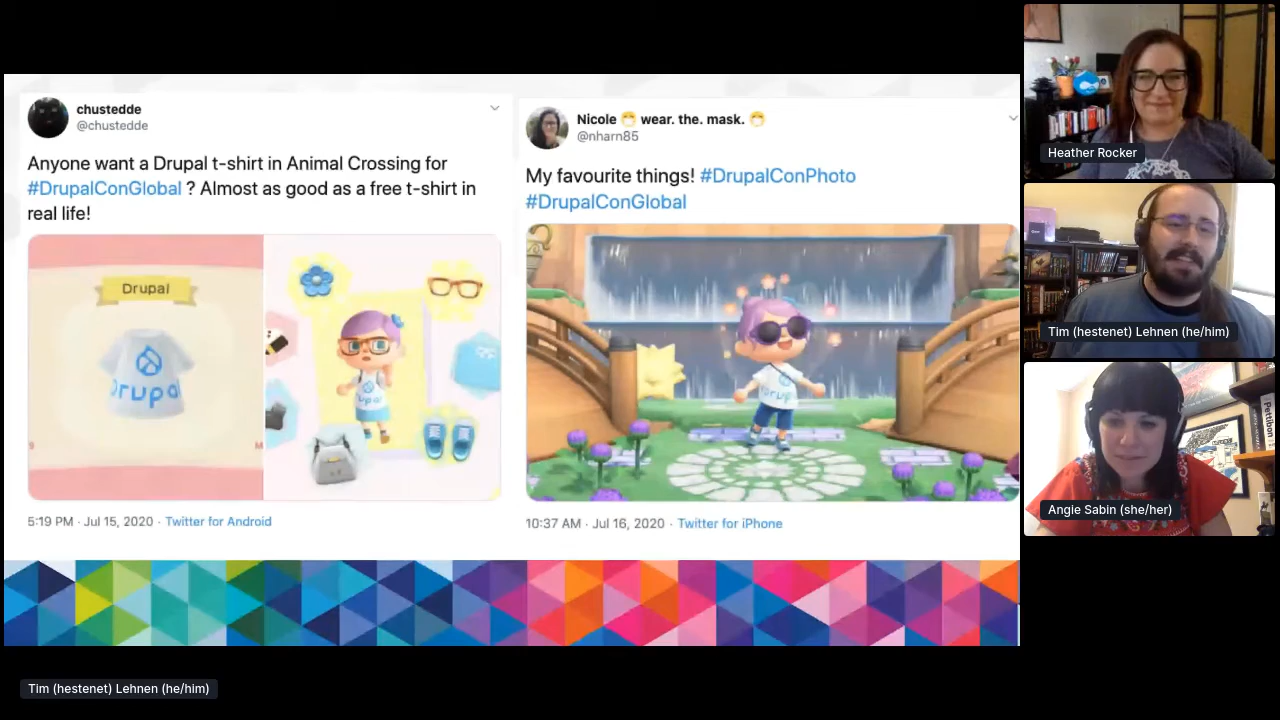 chustedde
@chustedde
Anyone want a Drupal t-shirt in Animal Crossing for
#DrupalConGlobal ? Almost as good as a free t-shirt in
real life!
Drupal
Drupal
5:19 PM · Jul 15, 2020 · Twitter for Android
Nicole 😷 wear. the. mask. 😷
@nharn85
My favourite things! #DrupalConPhoto
#DrupalConGlobal
10:37 AM · Jul 16, 2020 · Twitter for iPhone
Heather Rocker
Tim (hestenet) Lehnen (he/him)
Pettibon
Angie Sabin (she/her)
Tim (hestenet) Lehnen (he/him)